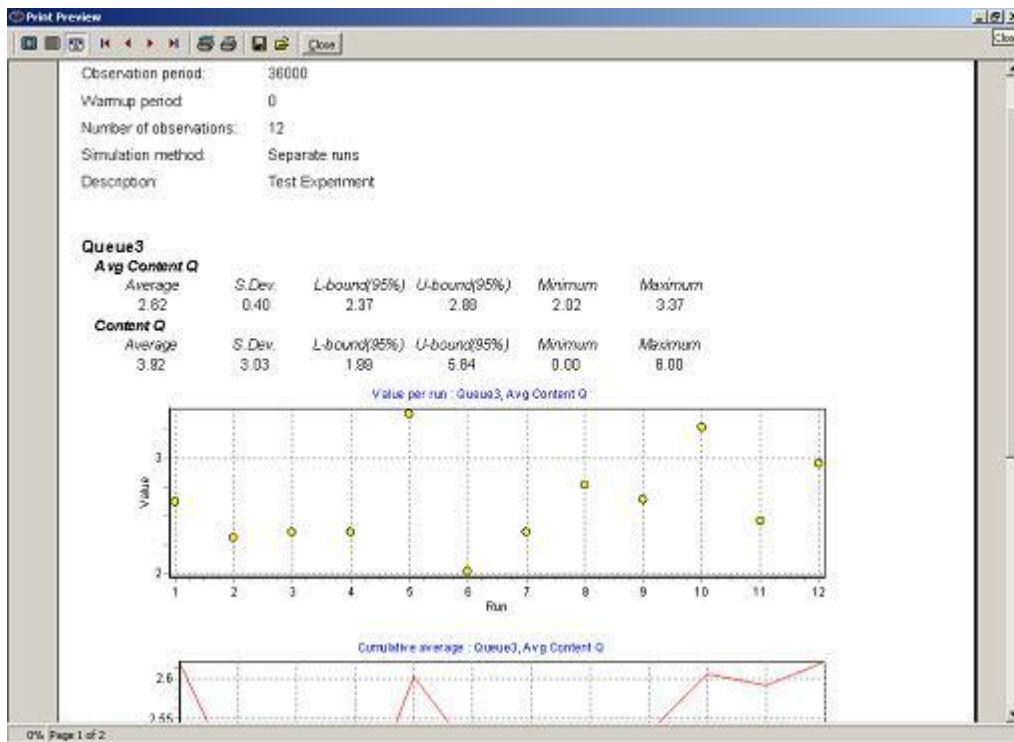 Print Preview
Close
Clos
Observation period: 36000
Warmup period: 0
Number of observations: 12
Simulation method: Separate runs
Description: Test Experiment
Queue3
Avg Content Q
Average S.Dev. L-bound(95%) U-bound(95%) Minimum Maximum
2.62 0.40 2.37 2.88 2.02 3.37
Content Q
Average S.Dev. L-bound(95%) U-bound(95%) Minimum Maximum
3.92 3.03 1.99 5.84 0.00 8.00
Value per run : Queue3, Avg Content Q
3
Value
2
1 2 3 4 5 6 7 8 9 10 11 12
Run
Cumulative average : Queue3, Avg Content Q
2.6
2.55
0% Page 1 of 2